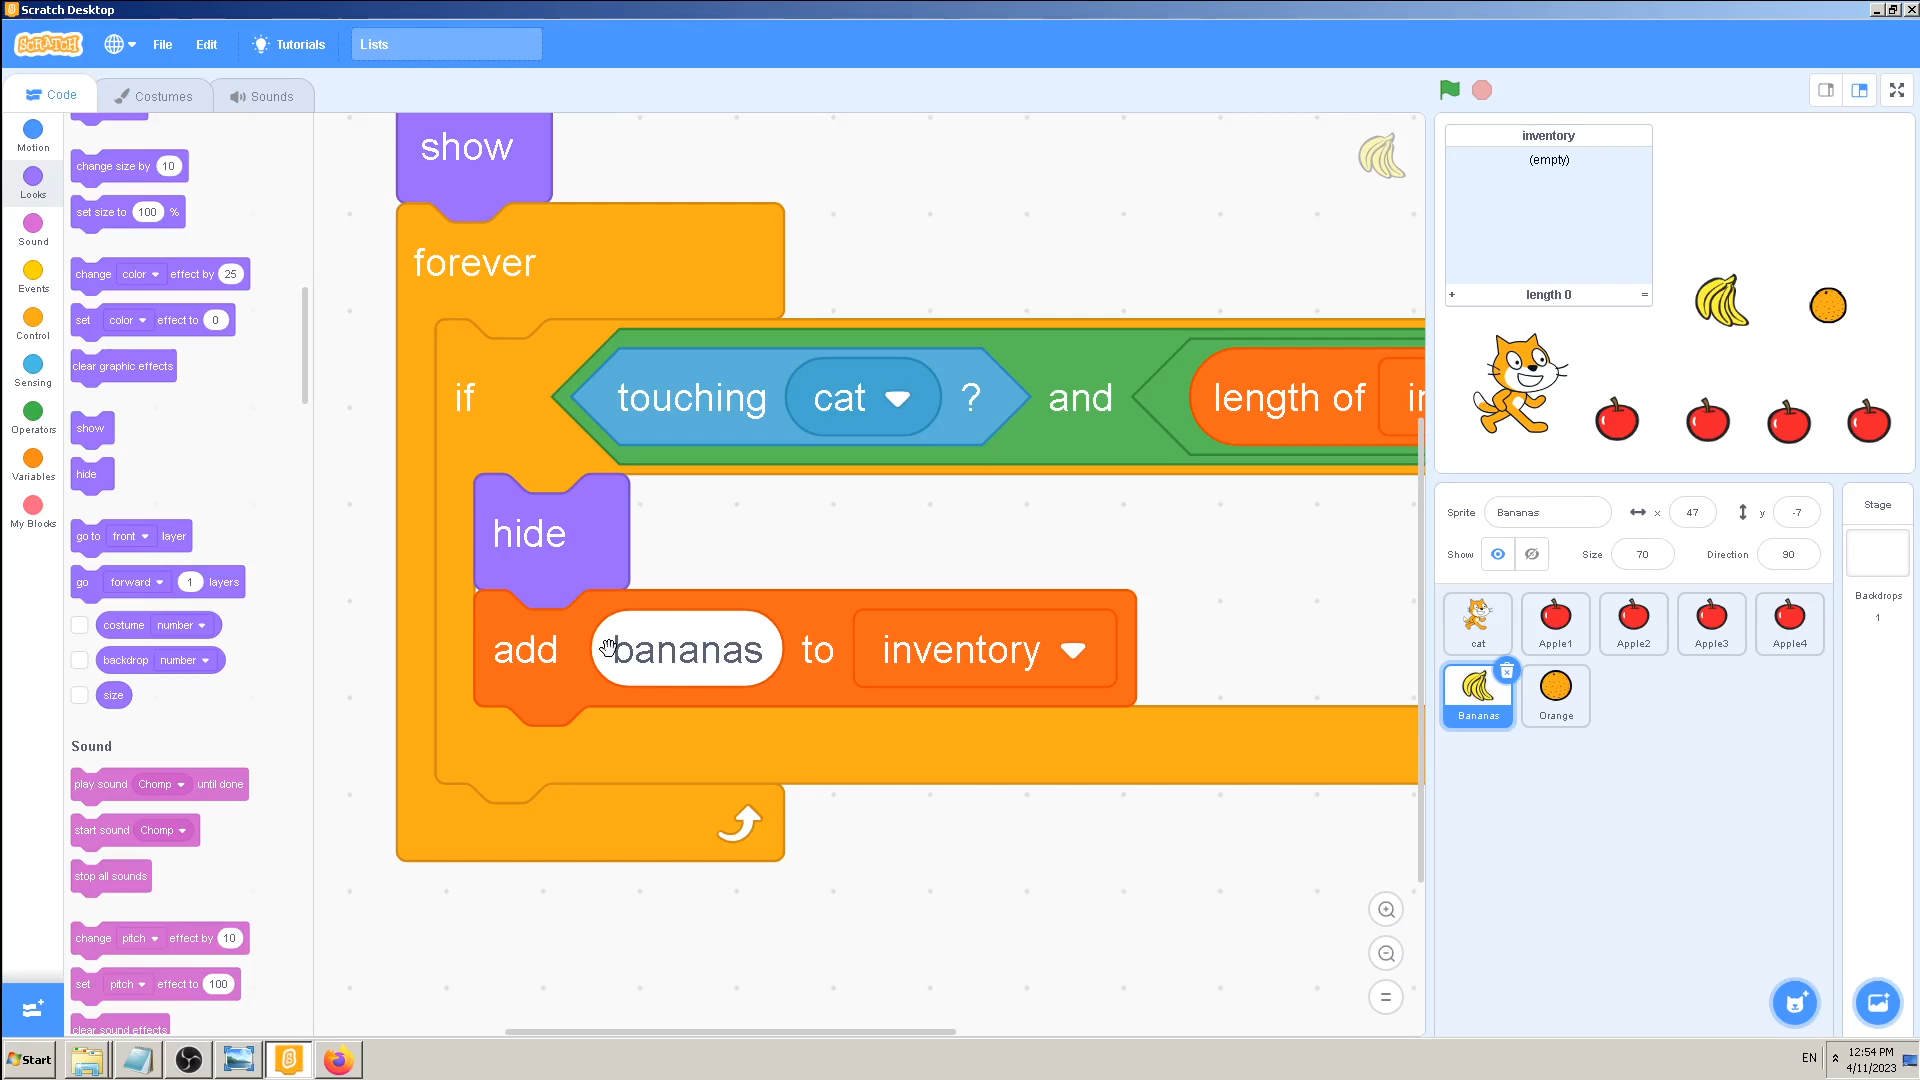 Scratch Desktop
SCRATCH
File
Edit
Tutorials
Lists
Code
Costumes
Sounds
Motion
Looks
Sound
Events
Control
Sensing
Operators
Variables
My Blocks
change size by 10
set size to 100 %
change color effect by 25
set color effect to 0
clear graphic effects
show
hide
go to front layer
go forward 1 layers
costume number
backdrop number
size
Sound
play sound Chomp until done
start sound Chomp
stop all sounds
change pitch effect by 10
set pitch effect to 100
clear sound effects
show
forever
if touching cat ? and length of
hide
add bananas to inventory
inventory
(empty)
+ length 0 =
Sprite Bananas x 47 y -7
Show Size 70 Direction 90
cat
Apple1
Apple2
Apple3
Apple4
Bananas
Orange
Stage
Backdrops
1
Start
EN
12:54 PM
4/11/2023